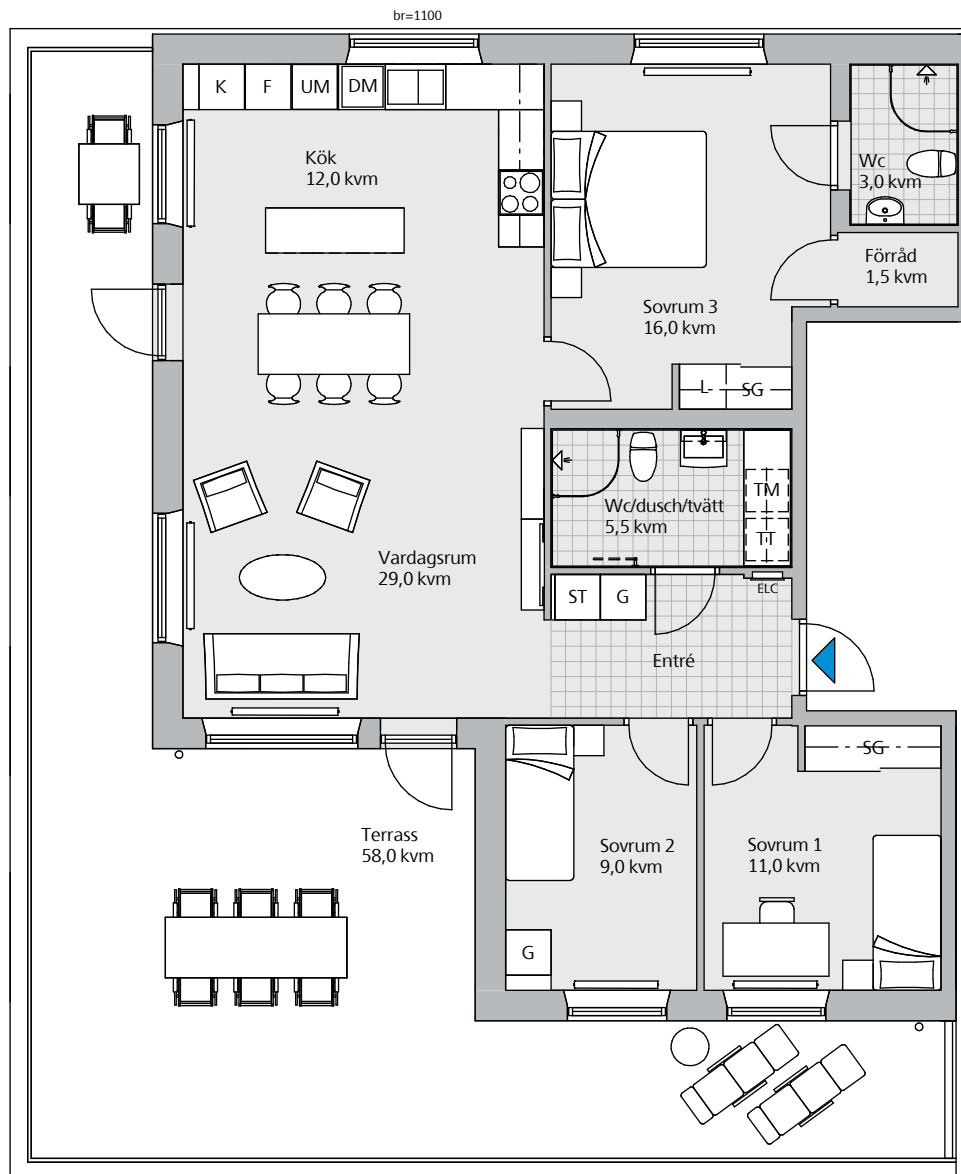 br=1100
K
F
UM
DM
Kök
12,0 kvm
Wc
3,0 kvm
Förråd
1,5 kvm
Sovrum 3
16,0 kvm
L
SG
Wc/dusch/tvätt
5,5 kvm
TM
TT
Vardagsrum
29,0 kvm
ST
G
ELC
Entré
SG
Terrass
58,0 kvm
Sovrum 2
9,0 kvm
Sovrum 1
11,0 kvm
G